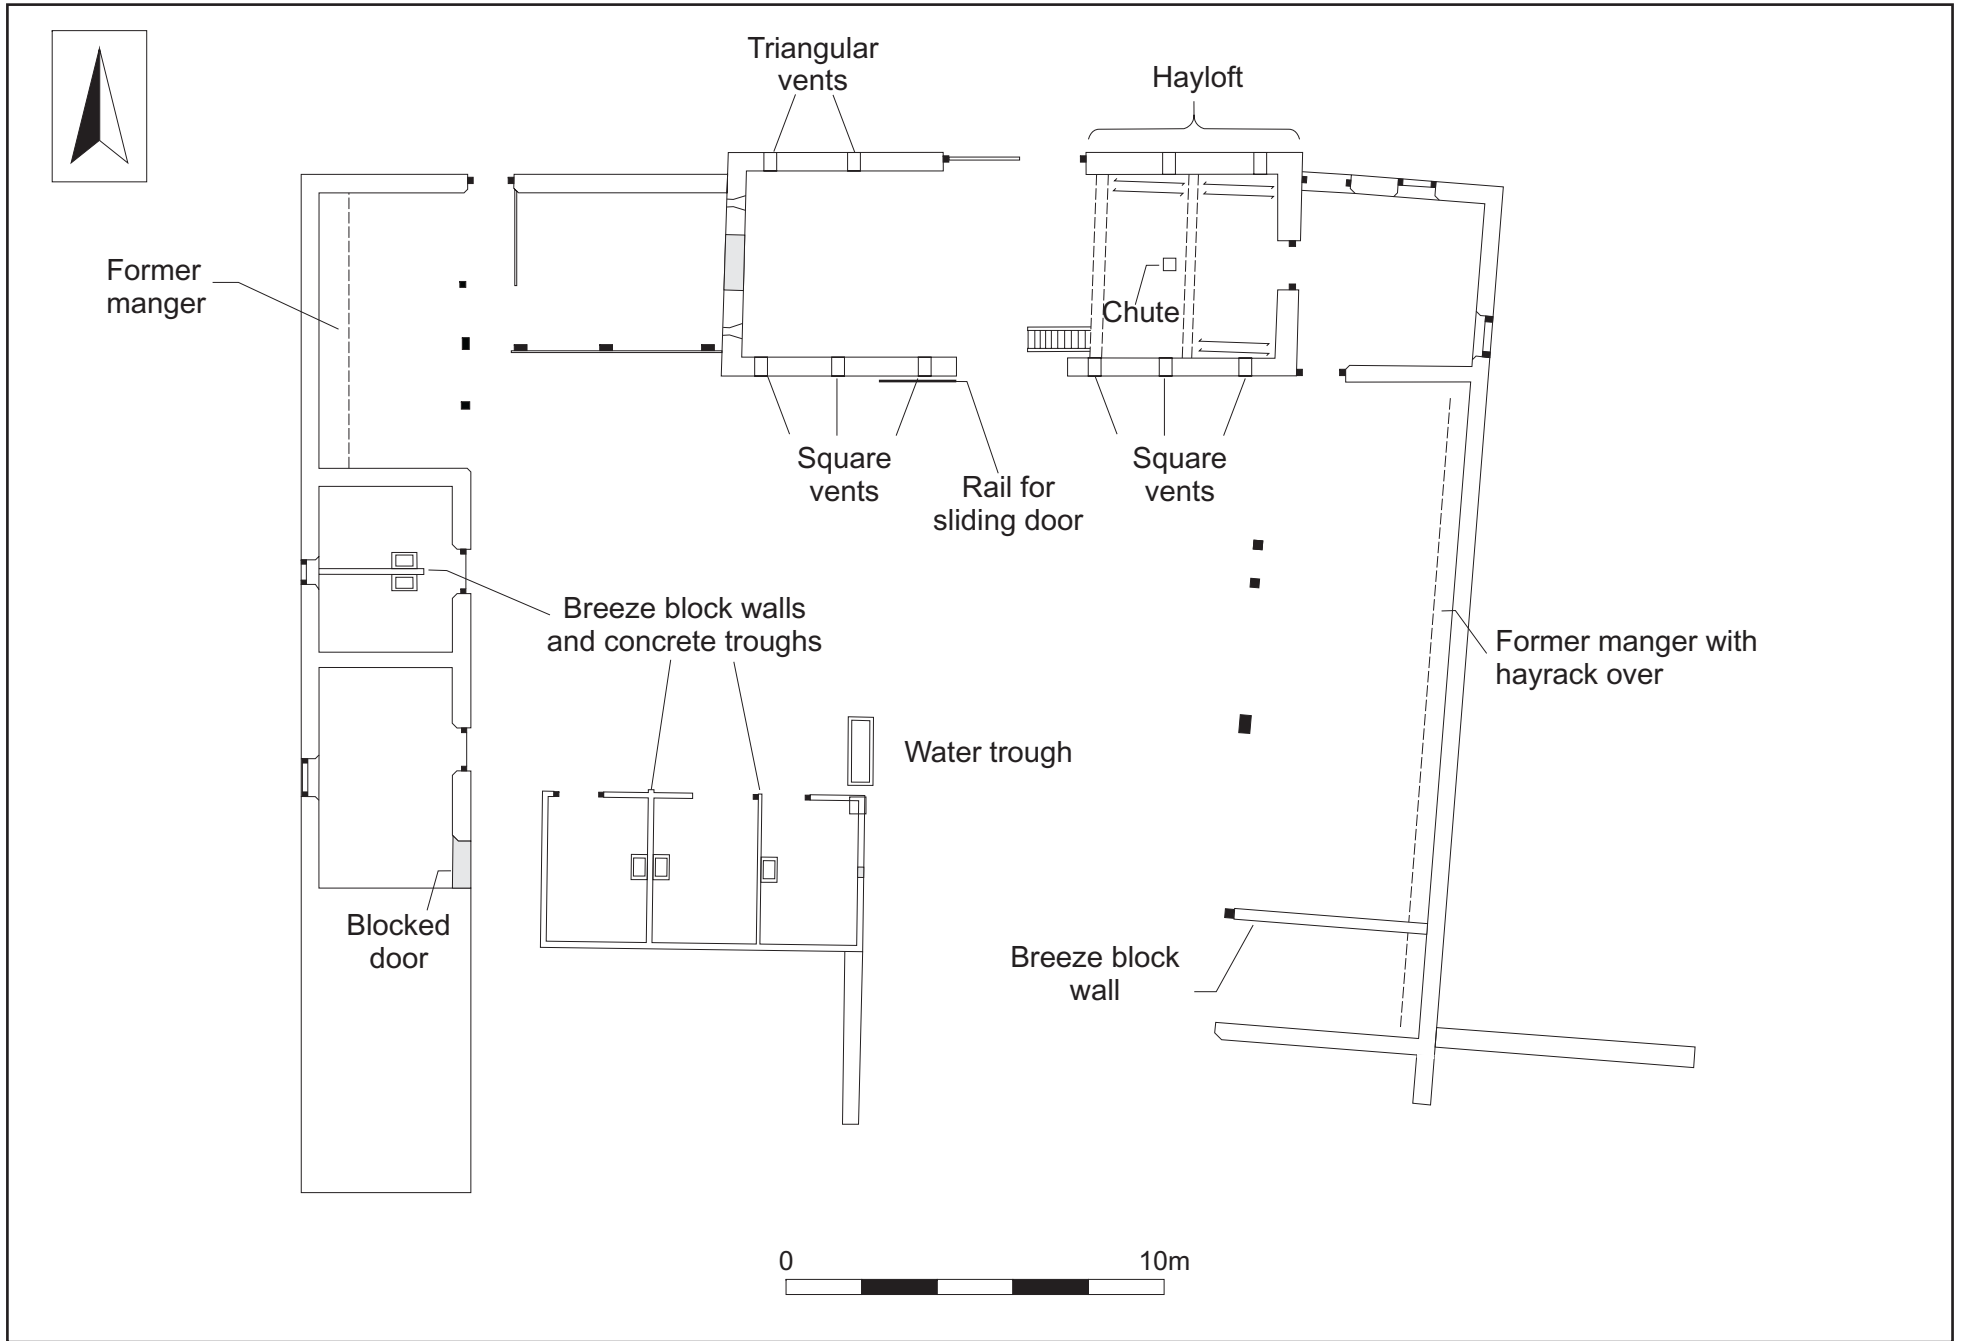 Triangular
vents
Hayloft
Former
manger
Chute
Square
vents
Square
vents
Rail for
sliding door
Breeze block walls
and concrete troughs
Former manger with
hayrack over
Water trough
Blocked
door
Breeze block
wall
0 10m